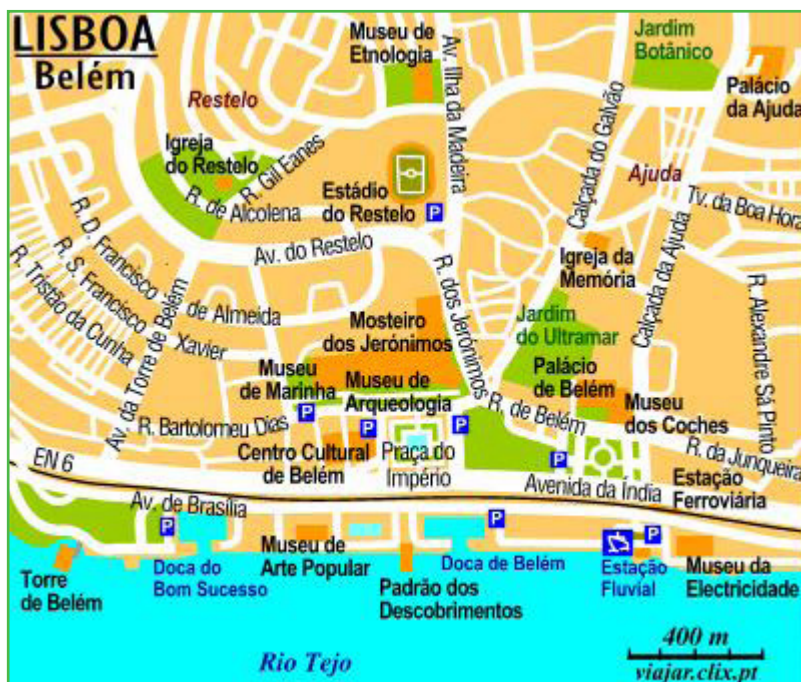 LISBOA
Belém
Museu de
Etnologia
Av. Ilha da Madeira
Jardim
Botânico
Palácio
da Ajuda
Restelo
Igreja
do Restelo
R. Gil Eanes
R. de Alcolena
Estádio
do Restelo
P
Calçada do Galvão
Ajuda
Tv. da Boa Hora
Av. do Restelo
Igreja da
Memória
Calçada da Ajuda
R. Alexandre Sá Pinto
R. D. Francisco de Almeida
R. S. Francisco Xavier
R. Tristão da Cunha
Av. da Torre de Belém
R. dos Jerónimos
Mosteiro
dos Jerónimos
Jardim
do Ultramar
Museu
de Marinha
Museu de
Arqueologia
Palácio
de Belém
Museu
dos Coches
R. Bartolomeu Dias
P
P
P
R. de Belém
R. da Junqueira
Centro Cultural
de Belém
Praça do
Império
P
EN 6
Avenida da Índia
Estação
Ferroviária
Av. de Brasília
P
P
P
Torre
de Belém
Doca do
Bom Sucesso
Museu de
Arte Popular
Padrão dos
Descobrimentos
Doca de Belém
Estação
Fluvial
Museu da
Electricidade
Rio Tejo
400 m
viajar.clix.pt